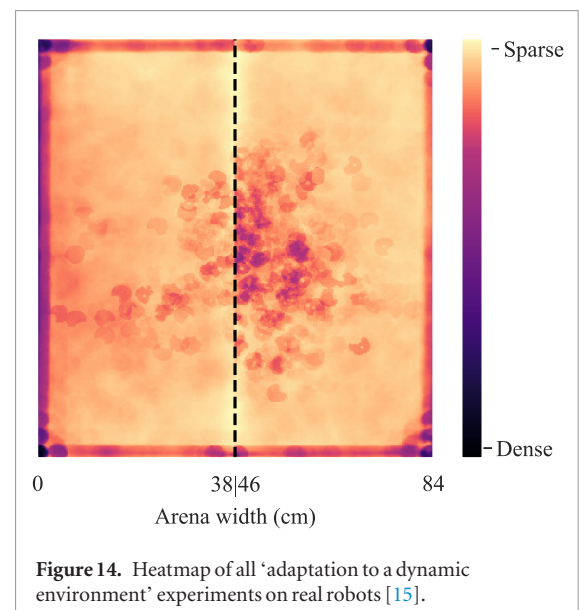 Sparse
Dense
0 38|46 84
Arena width (cm)
Figure 14. Heatmap of all ‘adaptation to a dynamic
environment’ experiments on real robots [15].